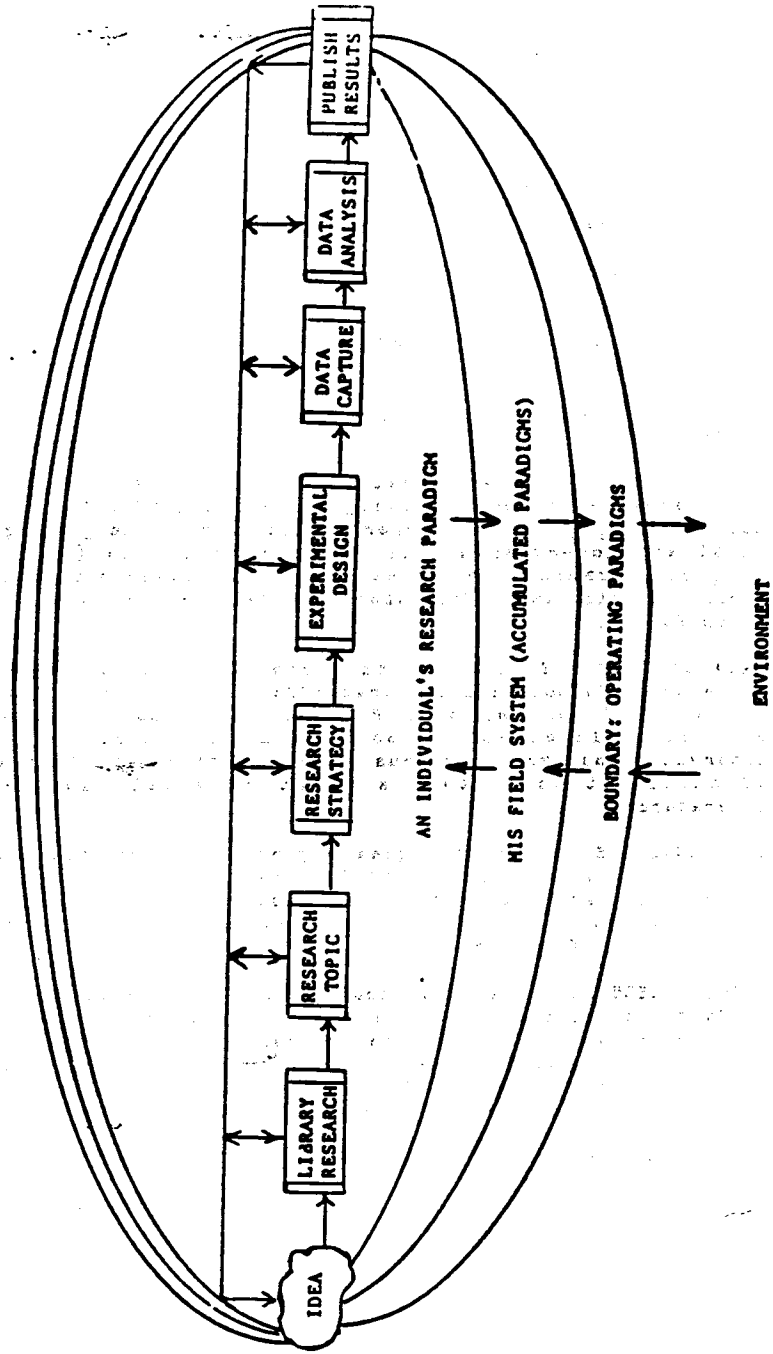 IDEA
LIBRARY
RESEARCH
RESEARCH
TOPIC
RESEARCH
STRATEGY
EXPERIMENTAL
DESIGN
DATA
CAPTURE
DATA
ANALYSIS
PUBLISH
RESULTS
AN INDIVIDUAL'S RESEARCH PARADIGM
MIS FIELD SYSTEM (ACCUMULATED PARADIGMS)
BOUNDARY: OPERATING PARADIGMS
ENVIRONMENT